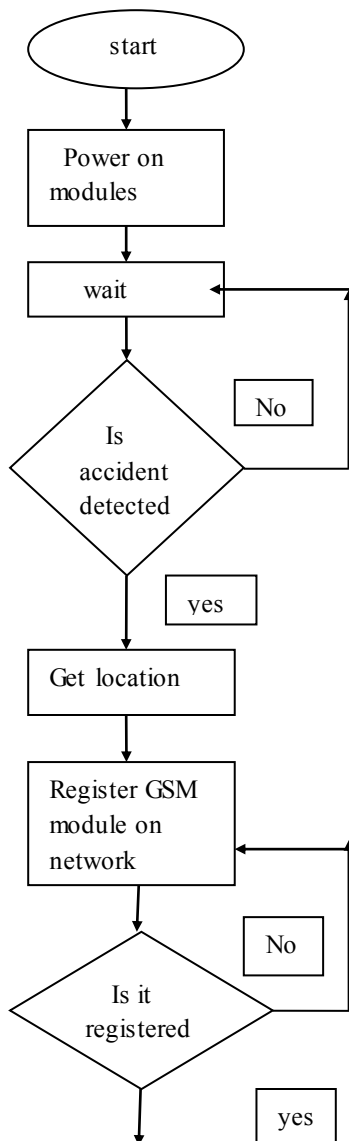 start
Power on
modules
wait
No
Is
accident
detected
yes
Get location
Register GSM
module on
network
No
Is it
registered
yes